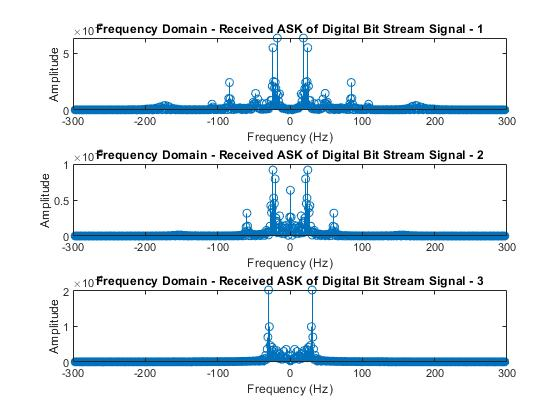 Frequency Domain - Received ASK of Digital Bit Stream Signal - 1
5
0
Amplitude
-300 -200 -100 0 100 200 300
Frequency (Hz)
Frequency Domain - Received ASK of Digital Bit Stream Signal - 2
1
0.5
0
Amplitude
-300 -200 -100 0 100 200 300
Frequency (Hz)
Frequency Domain - Received ASK of Digital Bit Stream Signal - 3
2
1
0
Amplitude
-300 -200 -100 0 100 200 300
Frequency (Hz)